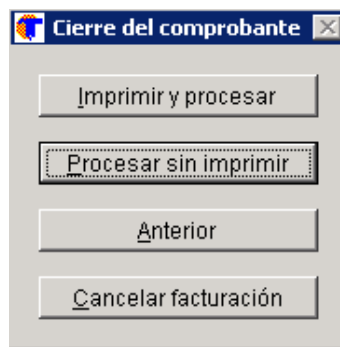 Cierre del comprobante
Imprimir y procesar
Procesar sin imprimir
Anterior
Cancelar facturación